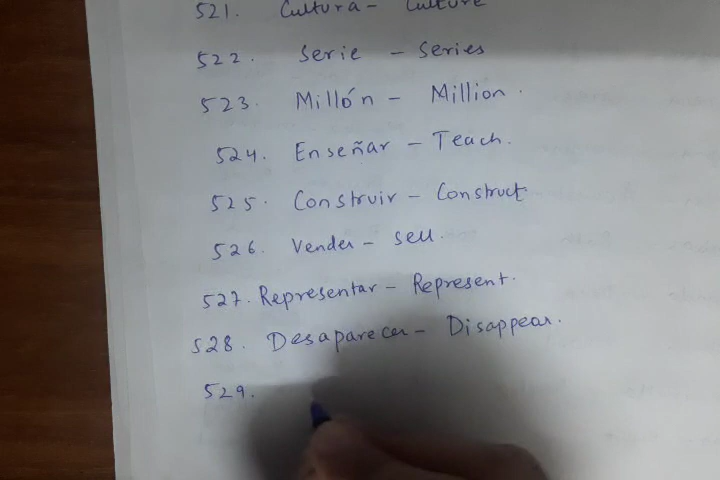 521. Cultura - Culture
522. Serie - Series
523. Millón - Million.
524. Enseñar - Teach.
525. Construir - Construct
526. Vender - sell.
527. Representar - Represent.
528. Desaparecer - Disappear.
529.